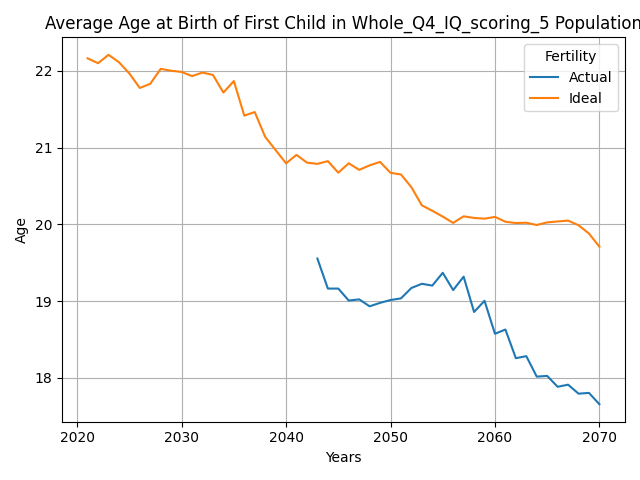 Average Age at Birth of First Child in Whole_Q4_IQ_scoring_5 Population
Fertility
Actual
Ideal
22
21
20
19
18
Age
2020 2030 2040 2050 2060 2070
Years